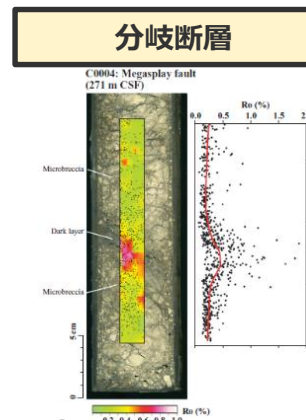 分岐断層
C0004: Megasplay fault
(271 m CSF)
Ro (%)
0.0 0.5 1.0 1.5
Microbreccia
Dark layer
Microbreccia
5 cm
0
Ro (%)